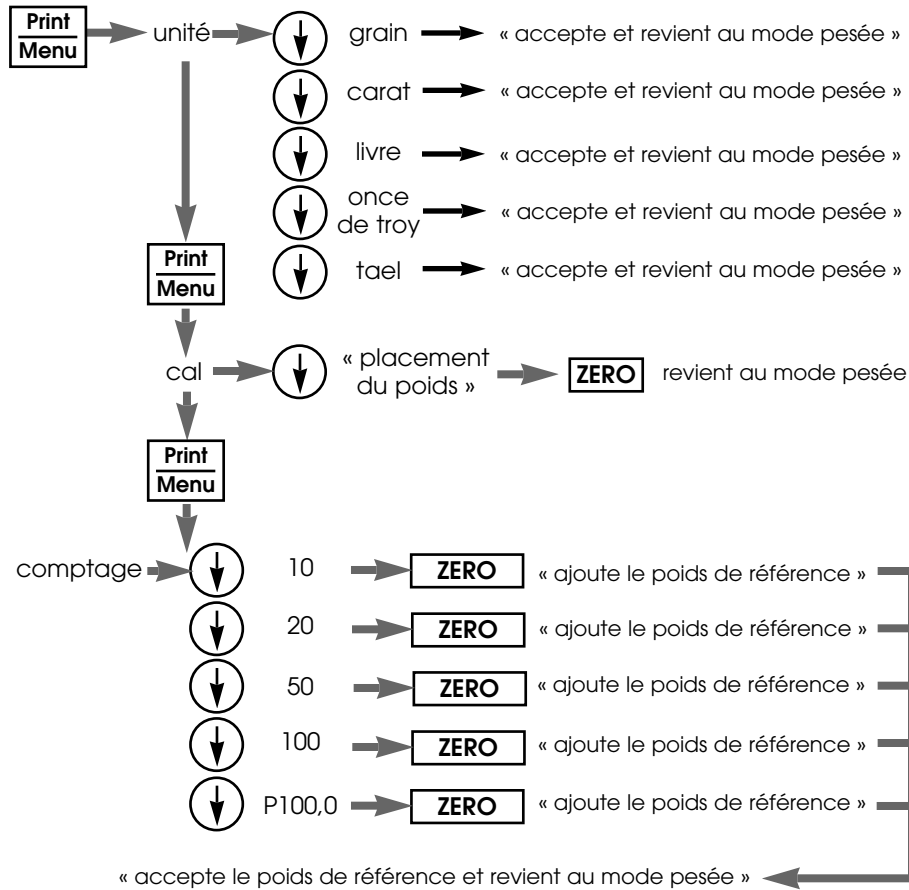 Print
Menu
unité
grain « accepte et revient au mode pesée »
carat « accepte et revient au mode pesée »
livre « accepte et revient au mode pesée »
once
de troy « accepte et revient au mode pesée »
tael « accepte et revient au mode pesée »
Print
Menu
cal
« placement
du poids »
ZERO revient au mode pesée
Print
Menu
comptage
10 ZERO « ajoute le poids de référence »
20 ZERO « ajoute le poids de référence »
50 ZERO « ajoute le poids de référence »
100 ZERO « ajoute le poids de référence »
P100,0 ZERO « ajoute le poids de référence »
« accepte le poids de référence et revient au mode pesée »